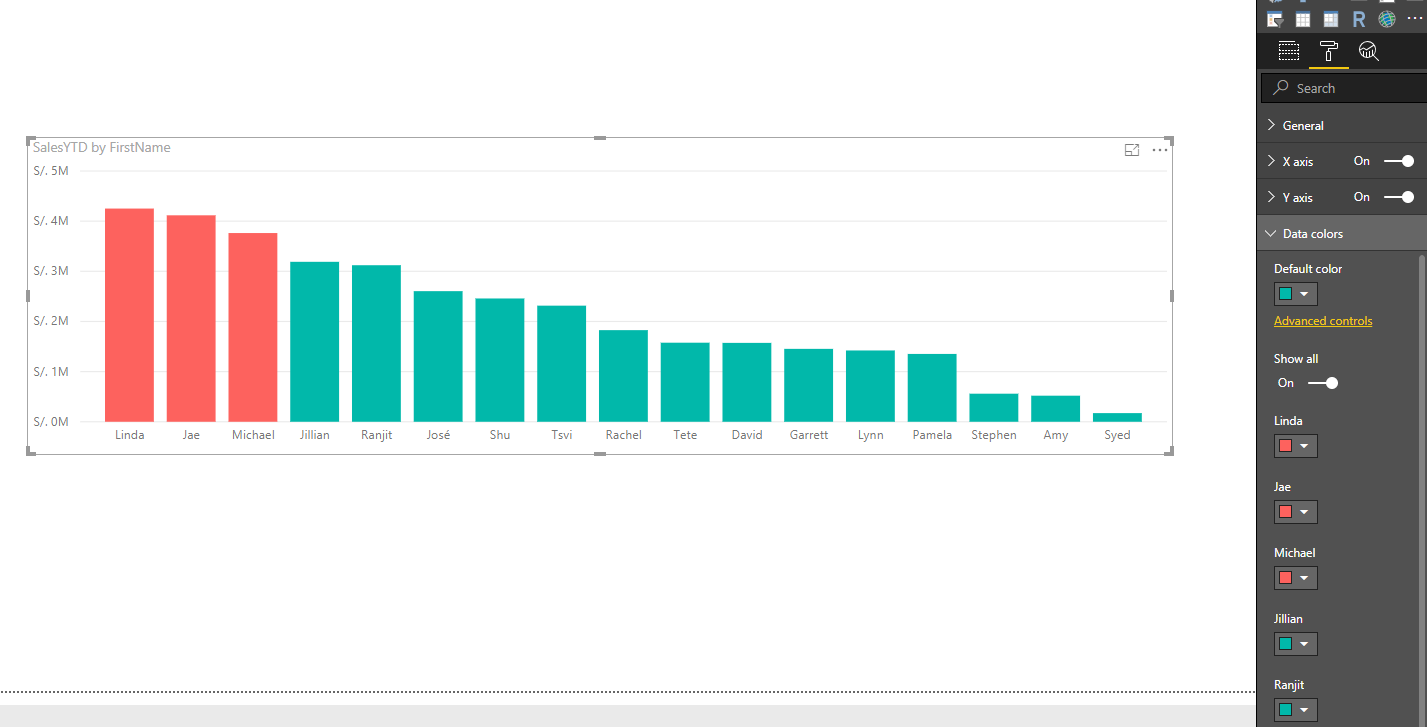 SalesYTD by FirstName
S/. 5M
S/. 4M
S/. 3M
S/. 2M
S/. 1M
S/. 0M
Linda Jae Michael Jillian Ranjit José Shu Tsvi Rachel Tete David Garrett Lynn Pamela Stephen Amy Syed
R
Search
General
X axis On
Y axis On
Data colors
Default color
Advanced controls
Show all
On
Linda
Jae
Michael
Jillian
Ranjit